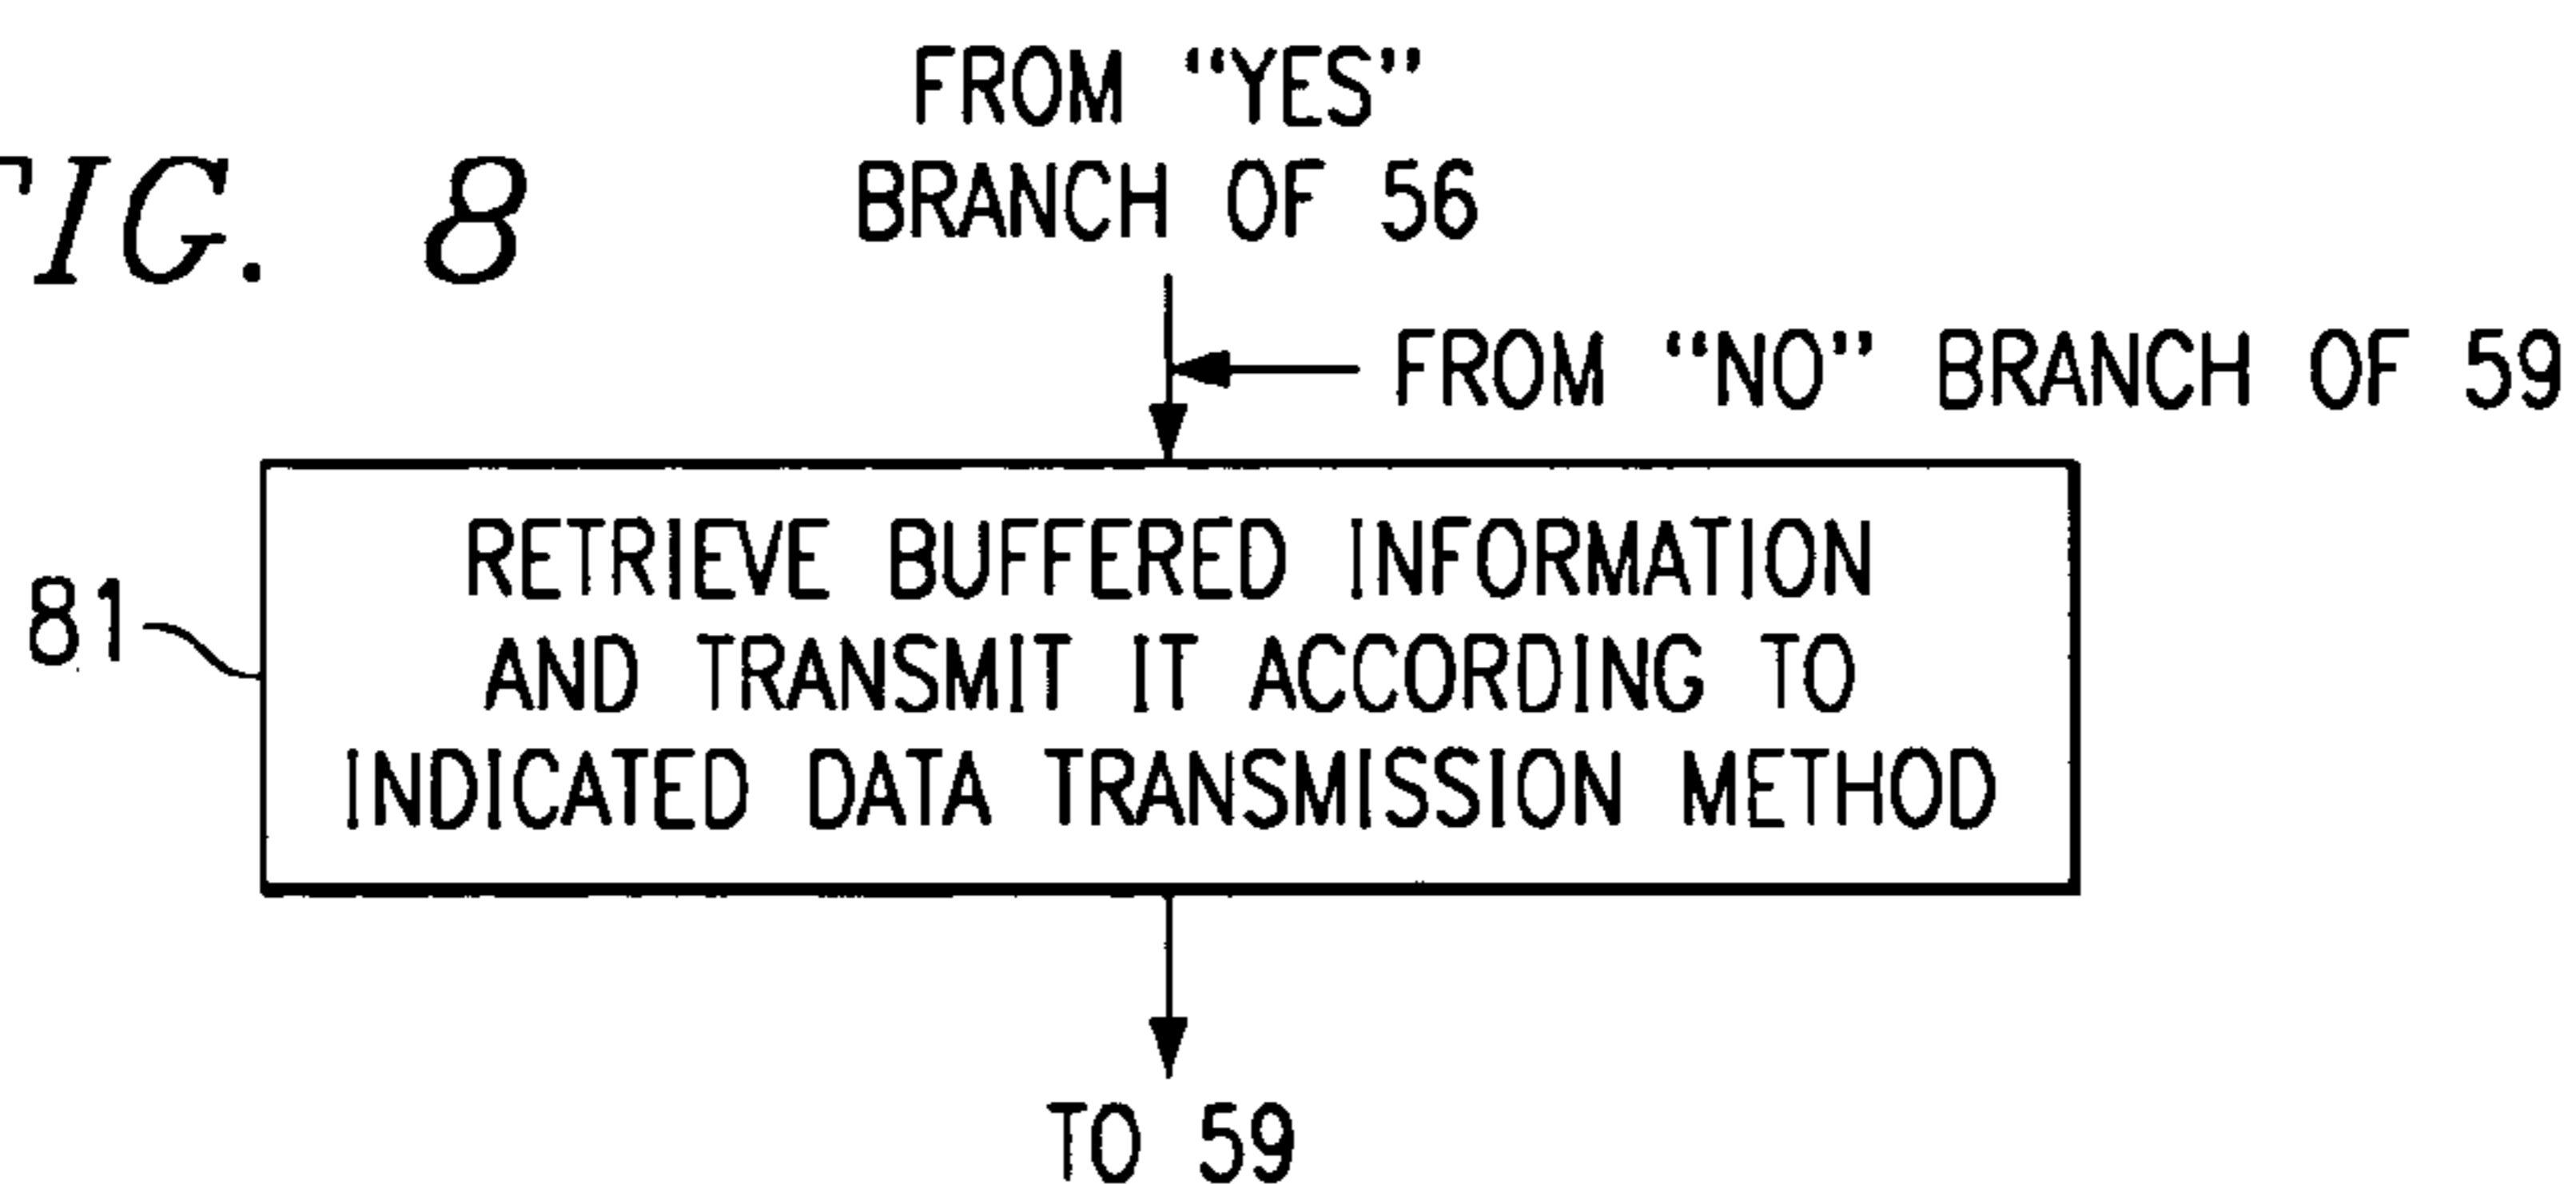 FIG. 8
FROM “YES”
BRANCH OF 56
FROM “NO” BRANCH OF 59
81
RETRIEVE BUFFERED INFORMATION
AND TRANSMIT IT ACCORDING TO
INDICATED DATA TRANSMISSION METHOD
TO 59